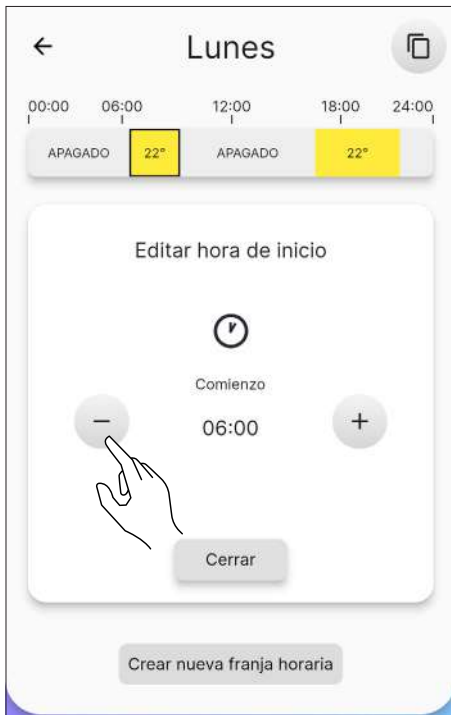 Lunes
00:00 06:00 12:00 18:00 24:00
APAGADO 22° APAGADO 22°
Editar hora de inicio
Comienzo
06:00
Cerrar
Crear nueva franja horaria